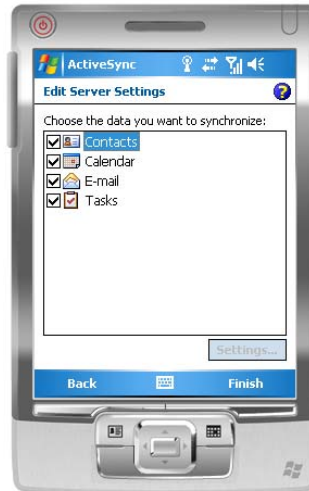 ActiveSync
Edit Server Settings
Choose the data you want to synchronize:
Contacts
Calendar
E-mail
Tasks
Settings...
Back Finish